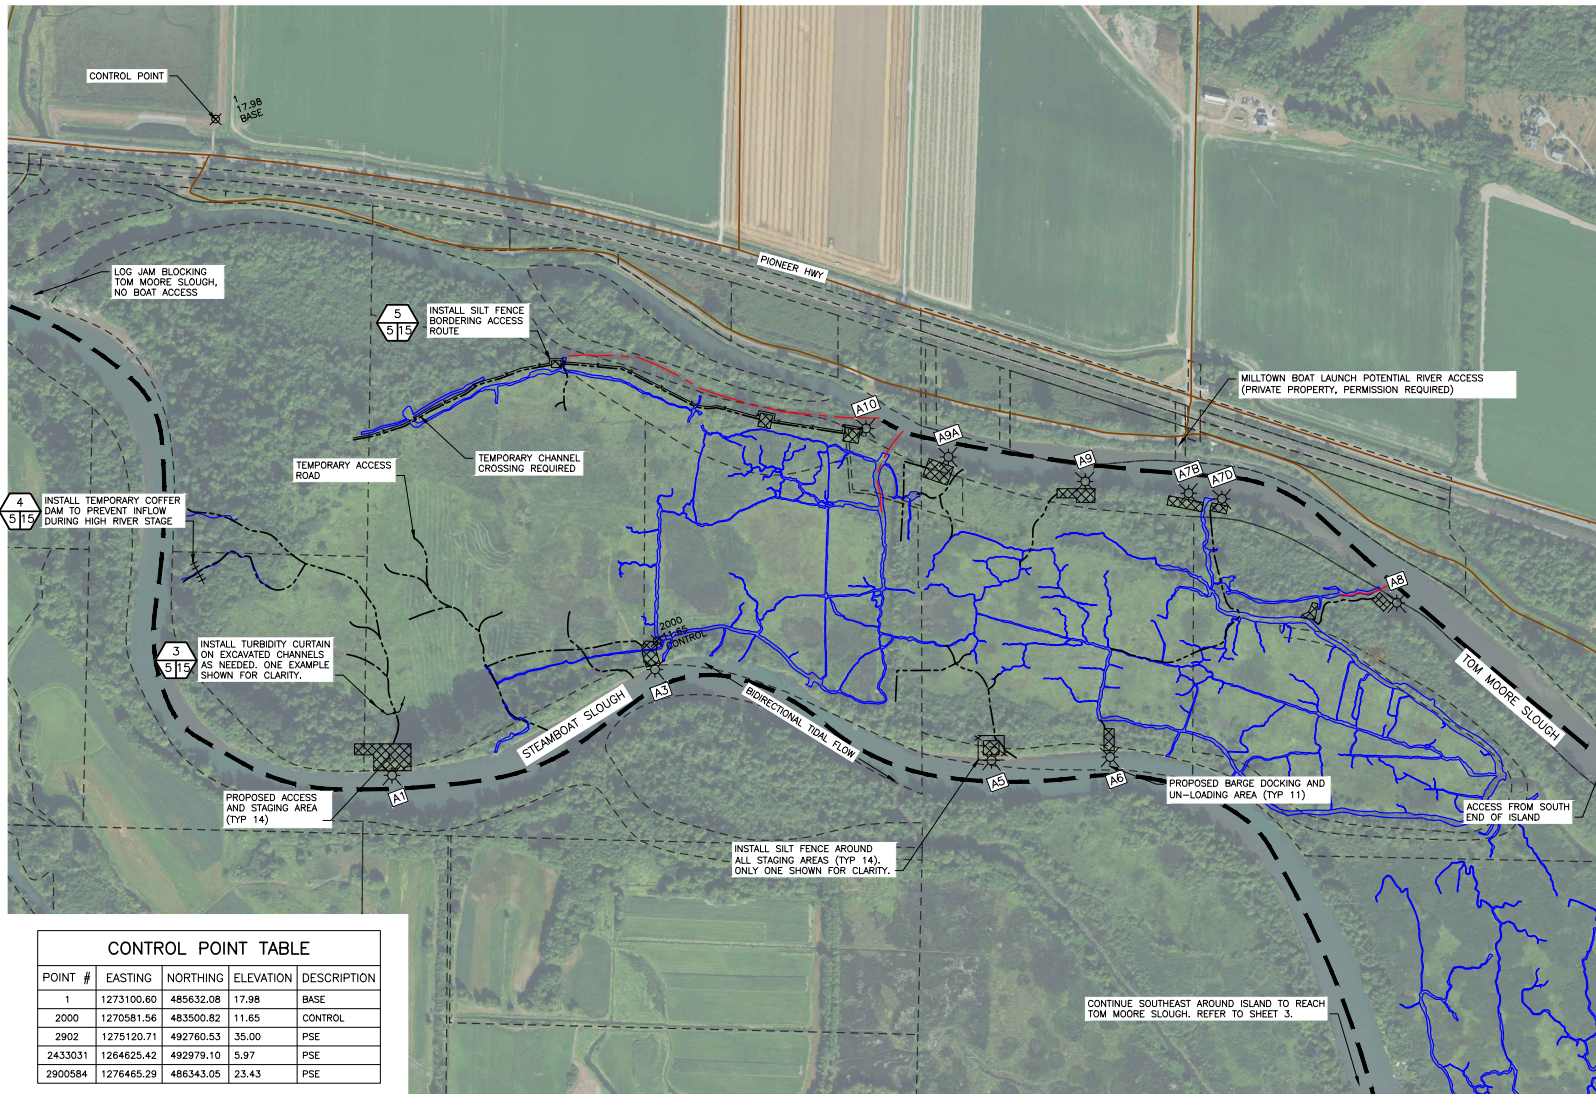 CONTROL POINT
1
17.98
BASE
PIONEER HWY
LOG JAM BLOCKING
TOM MOORE SLOUGH,
NO BOAT ACCESS
5
5 15
INSTALL SILT FENCE
BORDERING ACCESS
ROUTE
MILLTOWN BOAT LAUNCH POTENTIAL RIVER ACCESS
(PRIVATE PROPERTY, PERMISSION REQUIRED)
A10
A9A
A9
A7B
A7D
A8
TEMPORARY CHANNEL
CROSSING REQUIRED
TEMPORARY ACCESS
ROAD
4
5 15
INSTALL TEMPORARY COFFER
DAM TO PREVENT INFLOW
DURING HIGH RIVER STAGE
2000
11.65
CONTROL
3
5 15
INSTALL TURBIDITY CURTAIN
ON EXCAVATED CHANNELS
AS NEEDED. ONE EXAMPLE
SHOWN FOR CLARITY.
A3
STEAMBOAT SLOUGH
BIDIRECTIONAL TIDAL FLOW
TOM MOORE SLOUGH
A1
A5
A6
PROPOSED ACCESS
AND STAGING AREA
(TYP 14)
PROPOSED BARGE DOCKING AND
UN-LOADING AREA (TYP 11)
ACCESS FROM SOUTH
END OF ISLAND
INSTALL SILT FENCE AROUND
ALL STAGING AREAS (TYP 14).
ONLY ONE SHOWN FOR CLARITY.
CONTINUE SOUTHEAST AROUND ISLAND TO REACH
TOM MOORE SLOUGH. REFER TO SHEET 3.
CONTROL POINT TABLE
POINT # EASTING NORTHING ELEVATION DESCRIPTION
1 1273100.60 485632.08 17.98 BASE
2000 1270581.56 483500.82 11.65 CONTROL
2902 1275120.71 492760.53 35.00 PSE
2433031 1264625.42 492979.10 5.97 PSE
2900584 1276465.29 486343.05 23.43 PSE